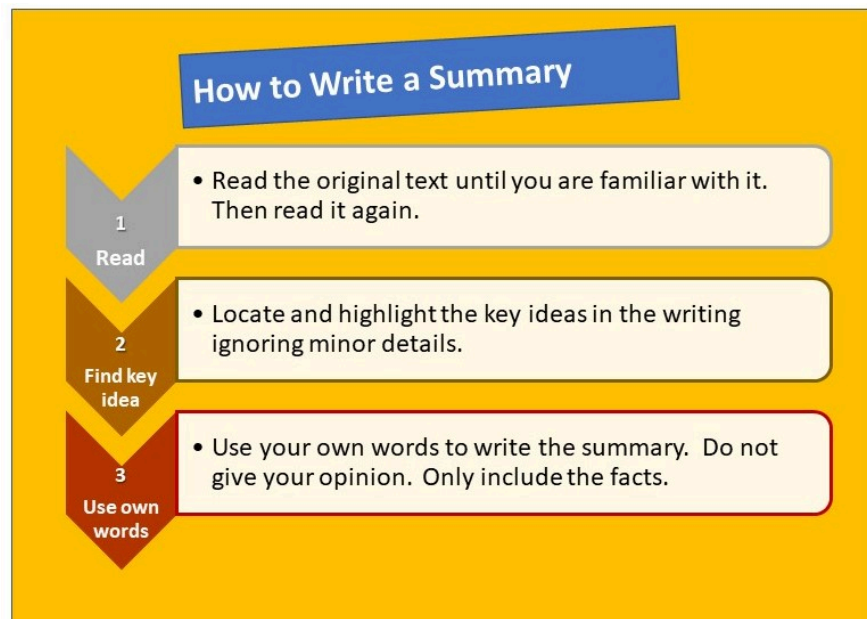 How to Write a Summary
1
Read
• Read the original text until you are familiar with it.
Then read it again.
2
Find key
idea
• Locate and highlight the key ideas in the writing
ignoring minor details.
3
Use own
words
• Use your own words to write the summary.  Do not
give your opinion.  Only include the facts.